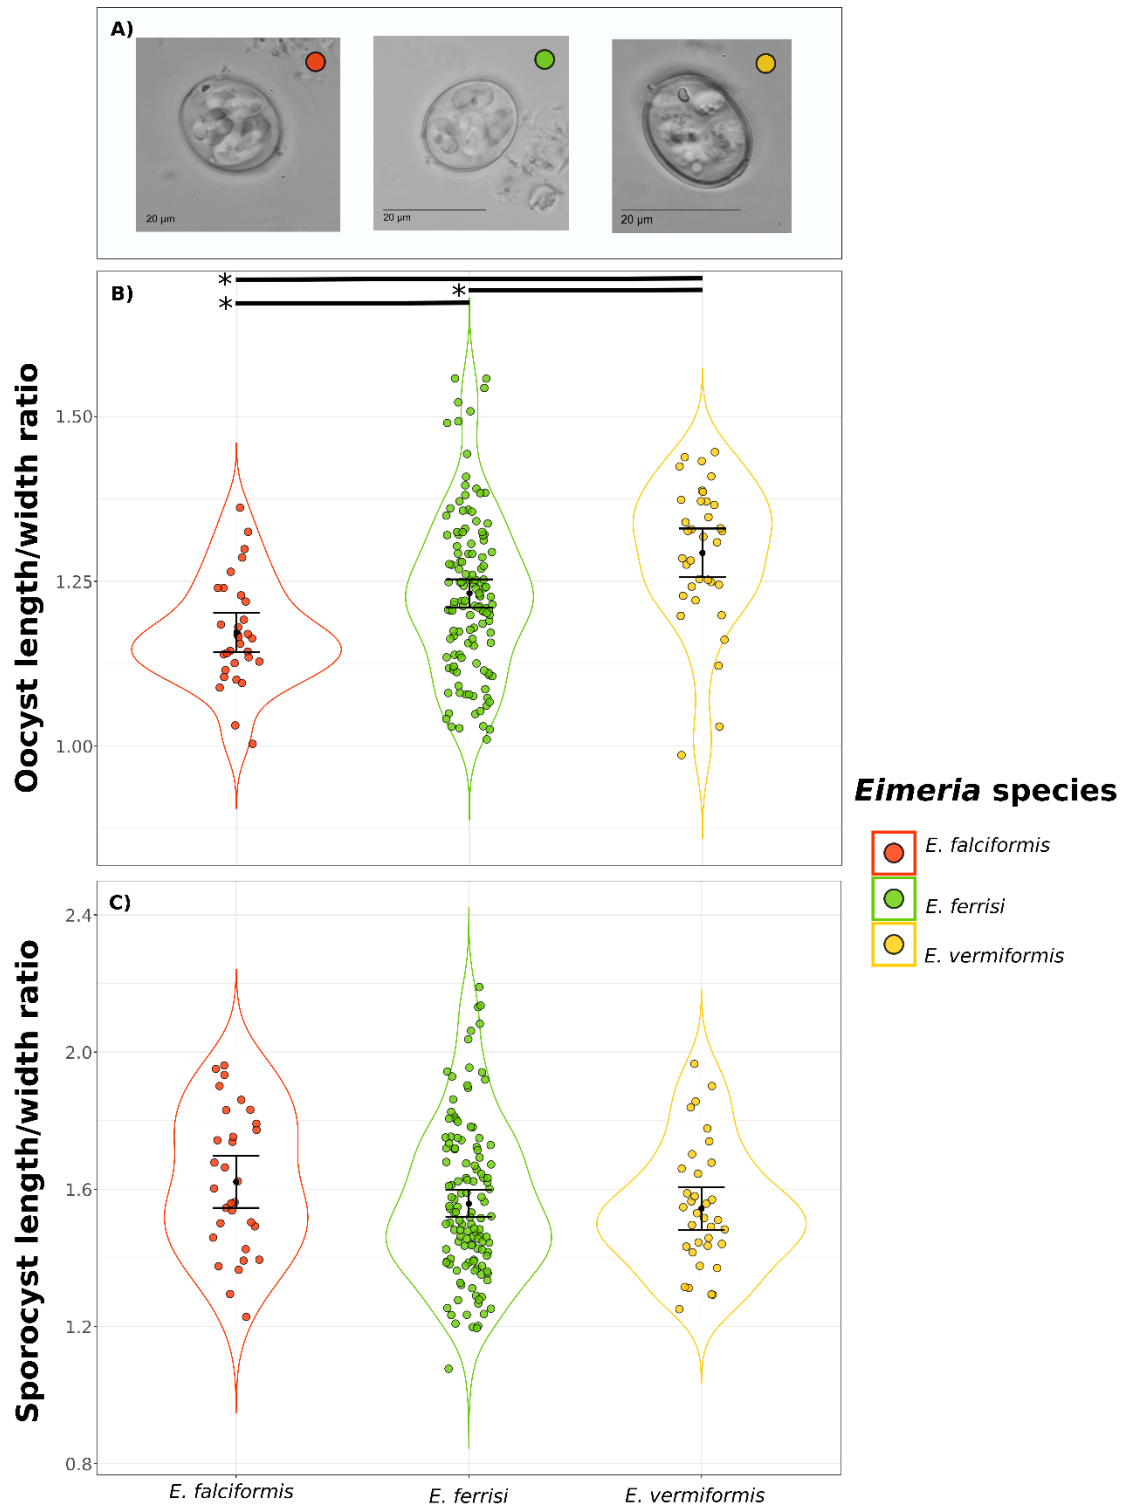 A)
20 µm
20 µm
20 µm
B)
*
*
*
Oocyst length/width ratio
1.50
1.25
1.00
Eimeria species
E. falciformis
E. ferrisi
E. vermiformis
C)
Sporocyst length/width ratio
2.4
2.0
1.6
1.2
0.8
E. falciformis
E. ferrisi
E. vermiformis